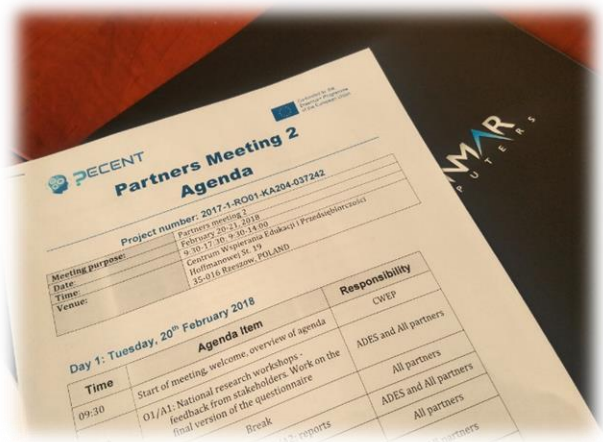 Co-funded by the
Erasmus+ Programme
of the European Union
PECENT
Partners Meeting 2
Agenda
Project number: 2017-1-RO01-KA204-037242
Meeting purpose: Partners meeting 2
Date: February 20-21, 2018
Time: 9:30-17:30, 9:30-14:00
Venue: Centrum Wspierania Edukacji i Przedsiębiorczości
Hoffmanowej St. 19
35-016 Rzeszow, POLAND
Day 1: Tuesday, 20th February 2018
Time Agenda Item Responsibility
09:30 Start of meeting, welcome, overview of agenda CWEP
O1/A1: National research workshops - ADES and All partners
feedback from stakeholders. Work on the
final version of the questionnaire
Break All partners
reports ADES and All partners
All partners
MAR
PUTERS